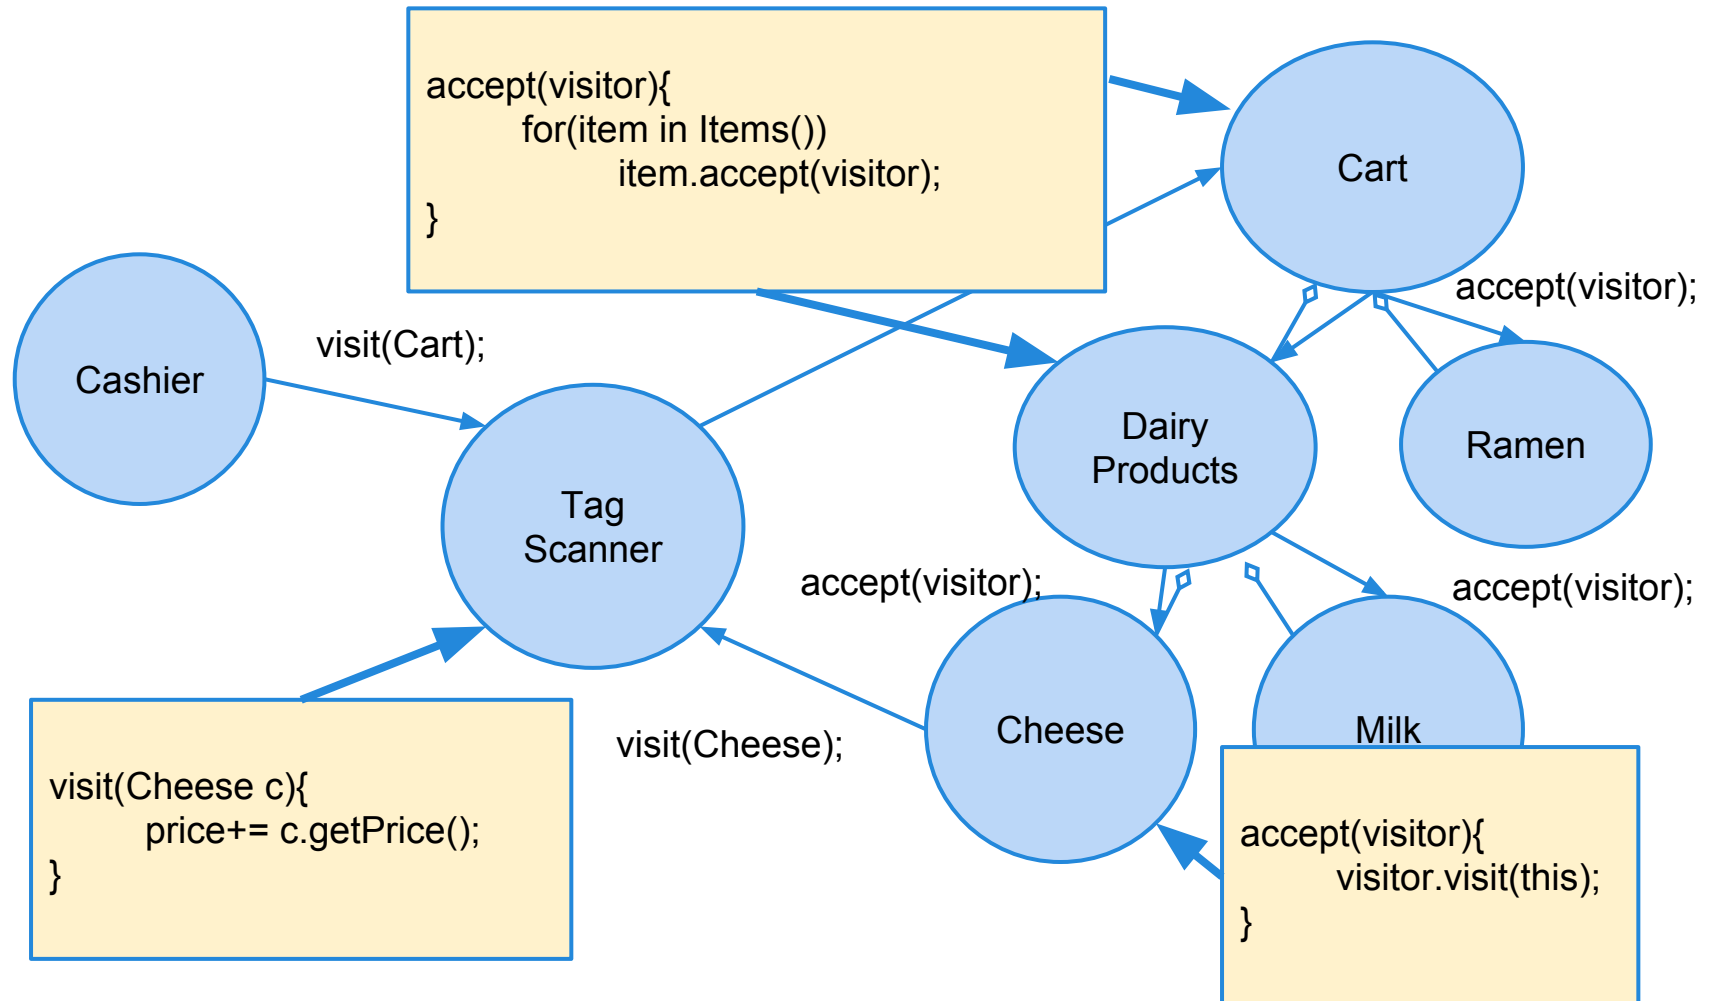 accept(visitor){
for(item in Items())
item.accept(visitor);
}
Cart
accept(visitor);
visit(Cart);
Cashier
Dairy
Products
Ramen
Tag
Scanner
accept(visitor);
accept(visitor);
visit(Cheese);
Cheese
Milk
visit(Cheese c){
price+= c.getPrice();
}
accept(visitor){
visitor.visit(this);
}